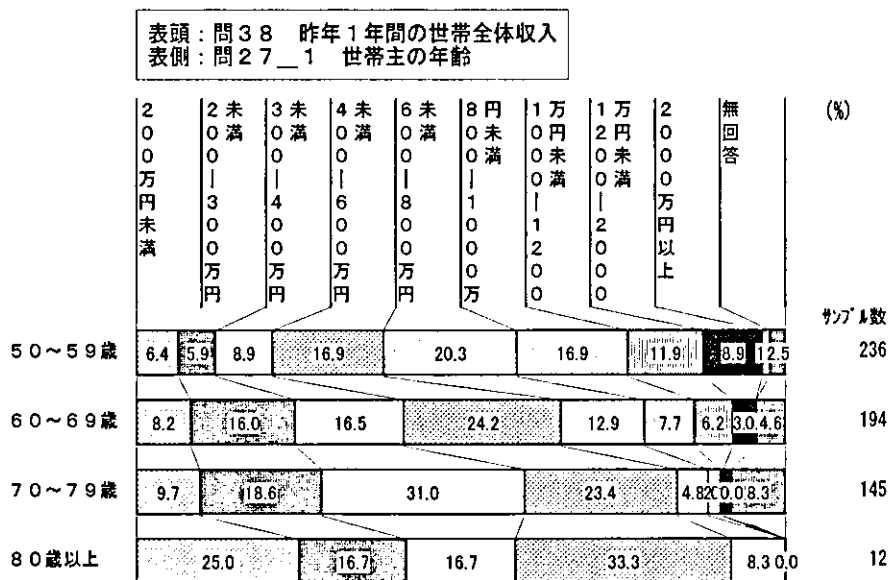 表頭：問38 昨年1年間の世帯全体収入
表側：問27__1 世帯主の年齢
(%)
200万円未満
200―300万円未満
300―400万円未満
400―600万円未満
600―800万円未満
800―1000万円未満
1000―1200万円未満
1200―2000万円未満
2000万円以上
無回答
サンプル数
50～59歳 6.4 5.9 8.9 16.9 20.3 16.9 11.9 8.9 2.5 236
60～69歳 8.2 16.0 16.5 24.2 12.9 7.7 6.2 4.6 194
70～79歳 9.7 18.6 31.0 23.4 4.8 8.3 145
80歳以上 25.0 16.7 16.7 33.3 8.3 0.0 12